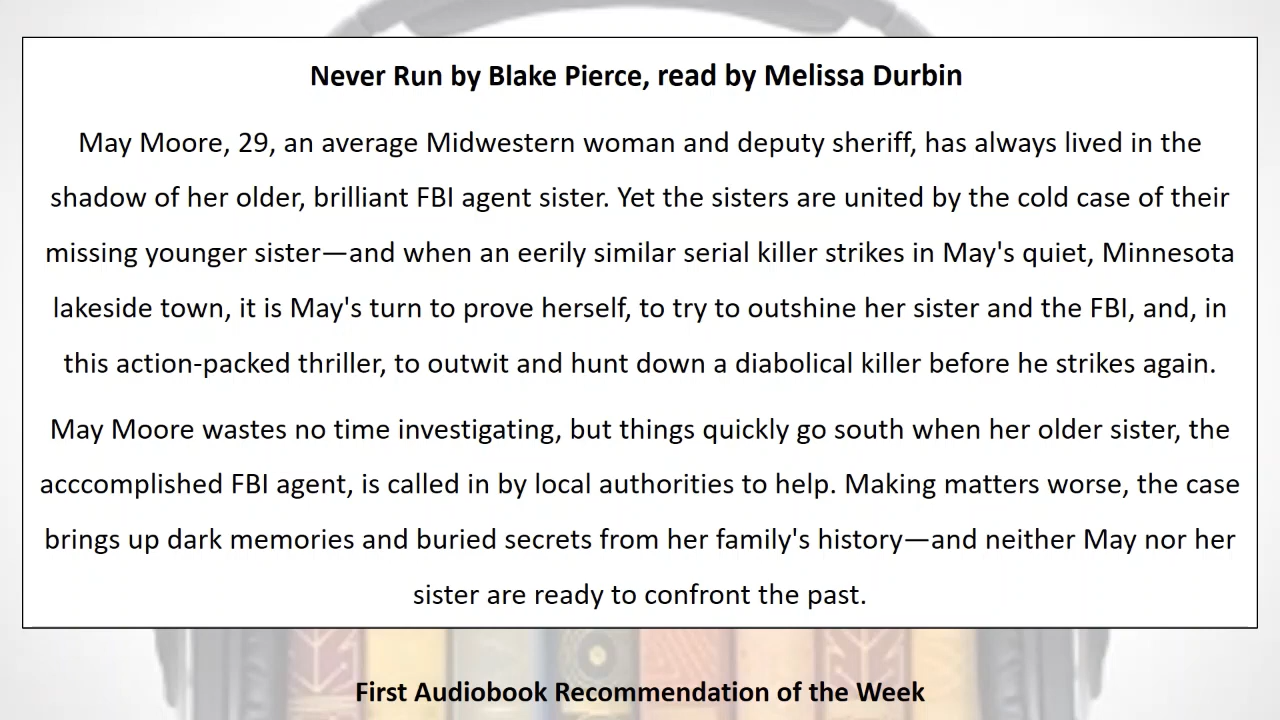 Never Run by Blake Pierce, read by Melissa Durbin
May Moore, 29, an average Midwestern woman and deputy sheriff, has always lived in the
shadow of her older, brilliant FBI agent sister. Yet the sisters are united by the cold case of their
missing younger sister—and when an eerily similar serial killer strikes in May's quiet, Minnesota
lakeside town, it is May's turn to prove herself, to try to outshine her sister and the FBI, and, in
this action-packed thriller, to outwit and hunt down a diabolical killer before he strikes again.
May Moore wastes no time investigating, but things quickly go south when her older sister, the
acccomplished FBI agent, is called in by local authorities to help. Making matters worse, the case
brings up dark memories and buried secrets from her family's history—and neither May nor her
sister are ready to confront the past.
First Audiobook Recommendation of the Week